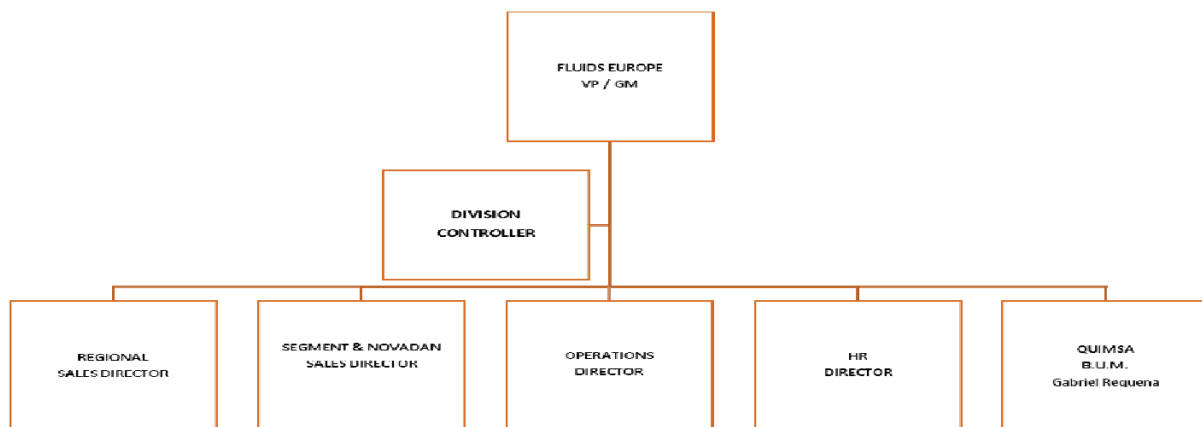 FLUIDS EUROPE
VP / GM
DIVISION
CONTROLLER
REGIONAL
SALES DIRECTOR
SEGMENT & NOVADAN
SALES DIRECTOR
OPERATIONS
DIRECTOR
HR
DIRECTOR
QUIMSA
B.U.M.
Gabriel Requena